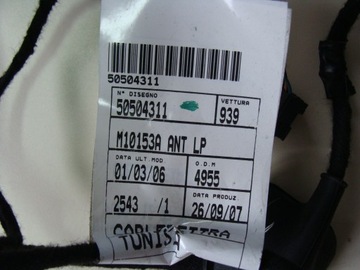 50504311
N° DISEGNO VETTURA
50504311 939
M10153A ANT LP
DATA ULT. MOD O.D.M
01/03/06 4955
DATA PRODUZ.
2543 /1 26/09/07